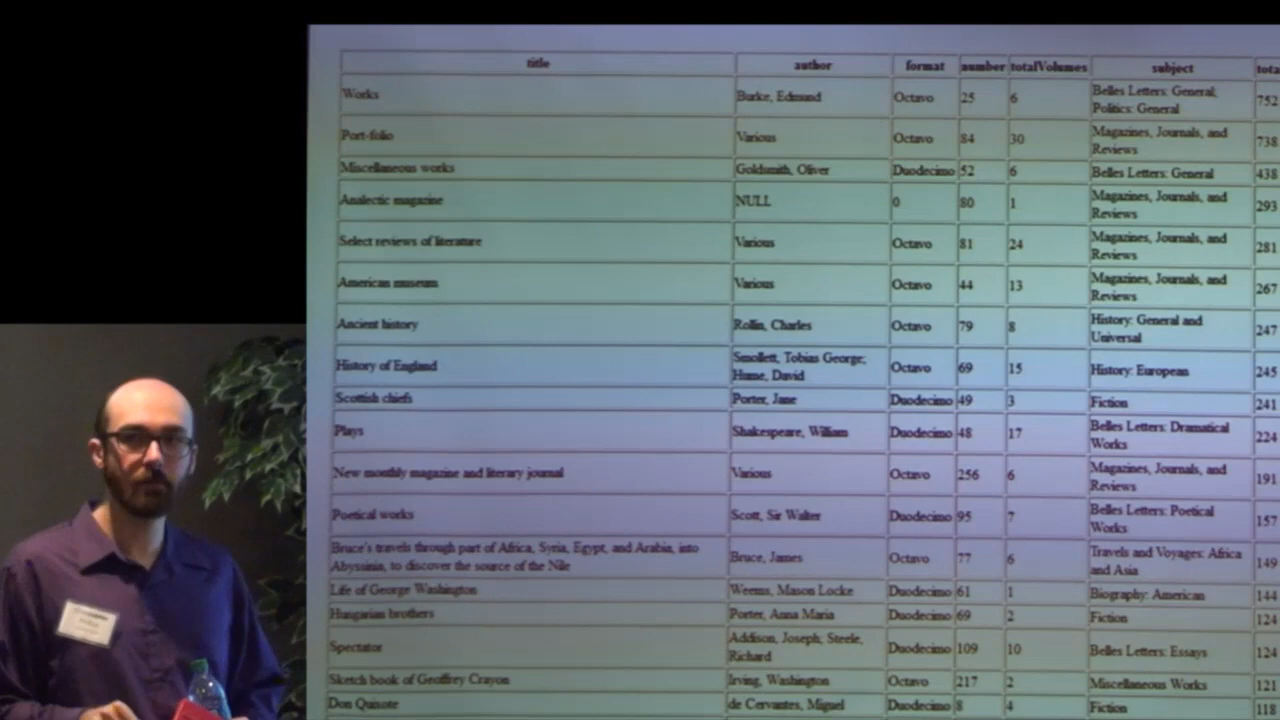 title author format number totalVolumes subject tota
Works Burke, Edmund Octavo 25 6 Belles Letters: General; 752
Politics: General
Port-folio Various Octavo 84 30 Magazines, Journals, and 738
Reviews
Miscellaneous works Goldsmith, Oliver Duodecimo 52 6 Belles Letters: General 438
Analectic magazine NULL 0 80 1 Magazines, Journals, and 293
Reviews
Select reviews of literature Various Octavo 81 24 Magazines, Journals, and 281
Reviews
American museum Various Octavo 44 13 Magazines, Journals, and 267
Reviews
Ancient history Rollin, Charles Octavo 79 8 History: General and 247
Universal
History of England Smollett, Tobias George; Octavo 69 15 History: European 245
Hume, David
Scottish chiefs Porter, Jane Duodecimo 49 3 Fiction 241
Plays Shakespeare, William Duodecimo 48 17 Belles Letters: Dramatical 224
Works
New monthly magazine and literary journal Various Octavo 256 6 Magazines, Journals, and 191
Reviews
Poetical works Scott, Sir Walter Duodecimo 95 7 Belles Letters: Poetical 157
Works
Bruce's travels through part of Africa, Syria, Egypt, and Arabia, into Bruce, James Octavo 77 6 Travels and Voyages: Africa 149
Abyssinia, to discover the source of the Nile and Asia
Life of George Washington Weems, Mason Locke Duodecimo 61 1 Biography: American 144
Hungarian brothers Porter, Anna Maria Duodecimo 69 2 Fiction 124
Spectator Addison, Joseph; Steele, Duodecimo 109 10 Belles Letters: Essays 124
Richard
Sketch book of Geoffrey Crayon Irving, Washington Octavo 217 2 Miscellaneous Works 121
Don Quixote de Cervantes, Miguel Duodecimo 8 4 Fiction 118